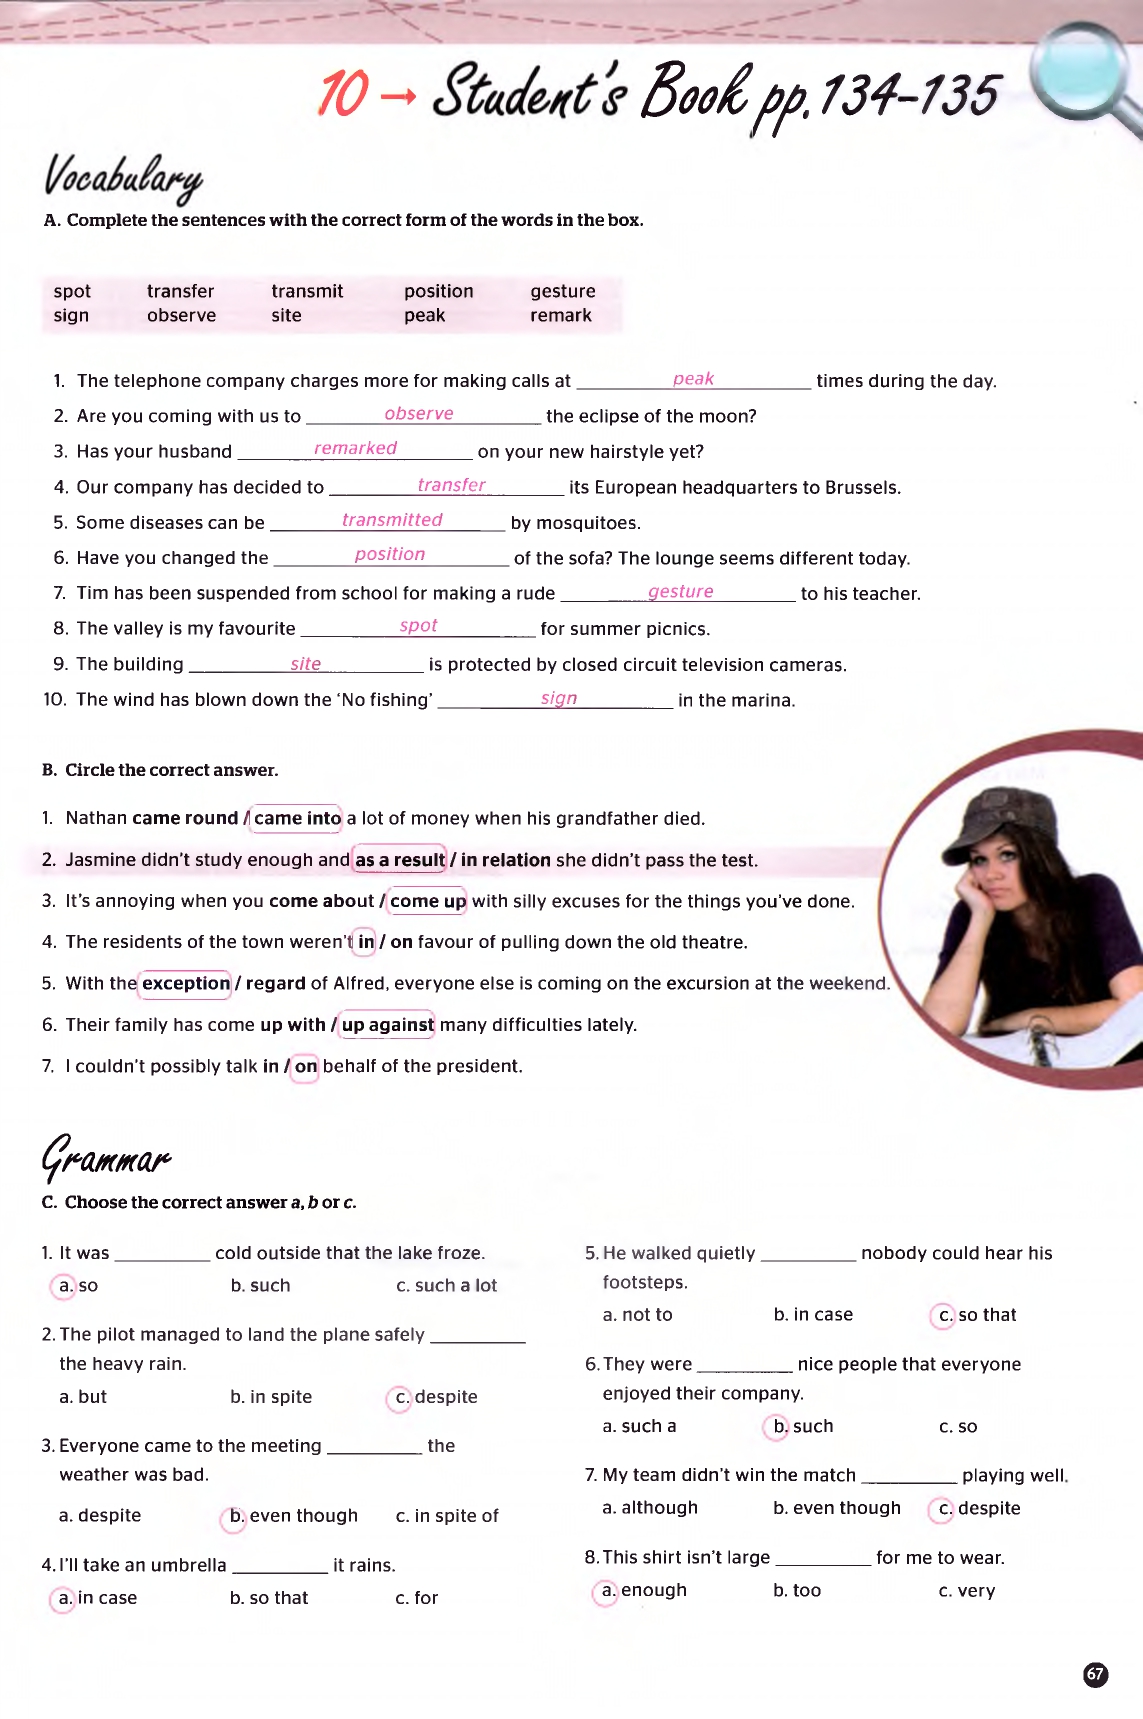 10 → Student's Book pp. 134-135
Vocabulary
A. Complete the sentences with the correct form of the words in the box.
spot transfer transmit position gesture
sign observe site peak remark
1. The telephone company charges more for making calls at peak times during the day.
2. Are you coming with us to observe the eclipse of the moon?
3. Has your husband remarked on your new hairstyle yet?
4. Our company has decided to transfer its European headquarters to Brussels.
5. Some diseases can be transmitted by mosquitoes.
6. Have you changed the position of the sofa? The lounge seems different today.
7. Tim has been suspended from school for making a rude gesture to his teacher.
8. The valley is my favourite spot for summer picnics.
9. The building site is protected by closed circuit television cameras.
10. The wind has blown down the 'No fishing' sign in the marina.
B. Circle the correct answer.
1. Nathan came round / came into a lot of money when his grandfather died.
2. Jasmine didn't study enough and as a result / in relation she didn't pass the test.
3. It's annoying when you come about / come up with silly excuses for the things you've done.
4. The residents of the town weren't in / on favour of pulling down the old theatre.
5. With the exception / regard of Alfred, everyone else is coming on the excursion at the weekend.
6. Their family has come up with / up against many difficulties lately.
7. I couldn't possibly talk in / on behalf of the president.
Grammar
C. Choose the correct answer a, b or c.
1. It was __________ cold outside that the lake froze.
a. so b. such c. such a lot
2. The pilot managed to land the plane safely __________
the heavy rain.
a. but b. in spite c. despite
3. Everyone came to the meeting __________ the
weather was bad.
a. despite b. even though c. in spite of
4. I'll take an umbrella __________ it rains.
a. in case b. so that c. for
5. He walked quietly __________ nobody could hear his
footsteps.
a. not to b. in case c. so that
6. They were __________ nice people that everyone
enjoyed their company.
a. such a b. such c. so
7. My team didn't win the match __________ playing well.
a. although b. even though c. despite
8. This shirt isn't large __________ for me to wear.
a. enough b. too c. very
67